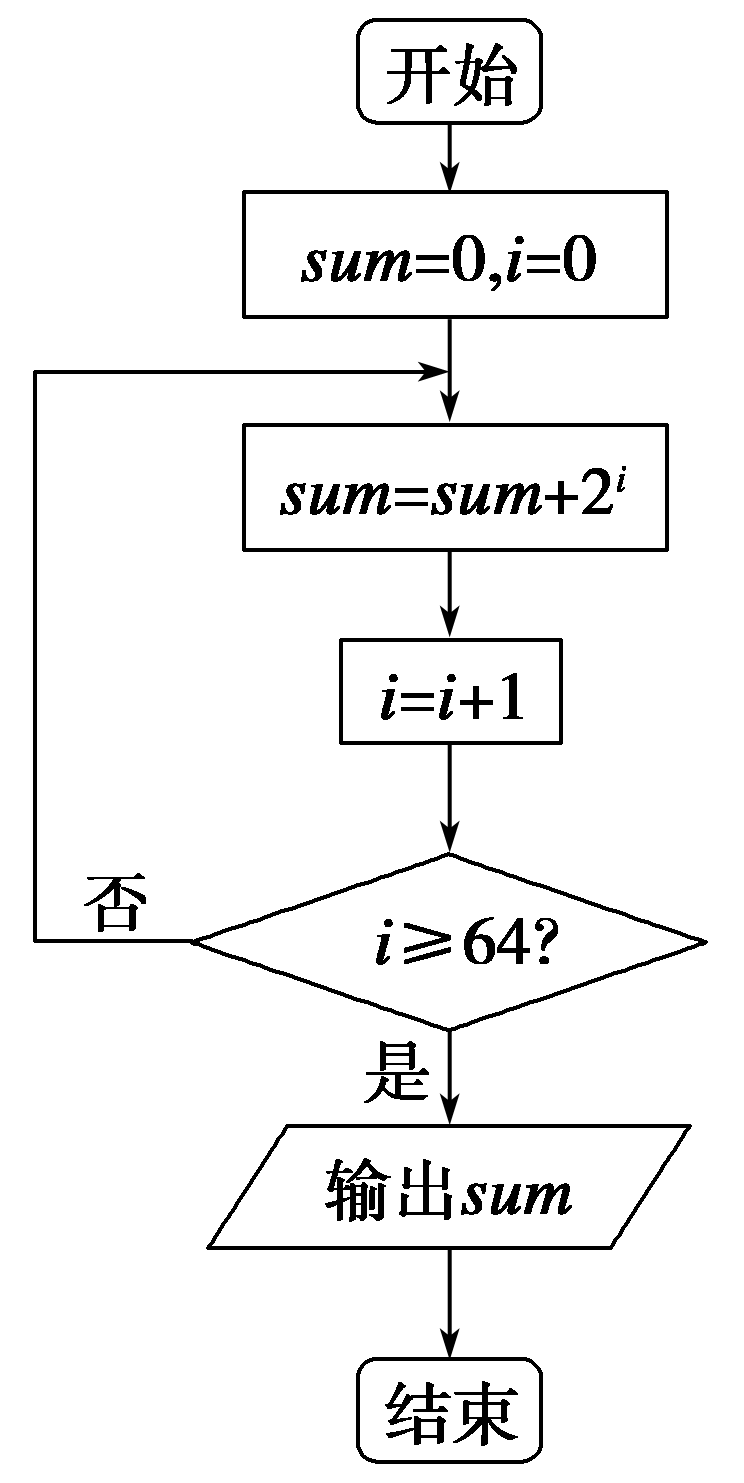 开始
sum=0,i=0
sum=sum+2^i
i=i+1
否
i⩾64?
是
输出sum
结束